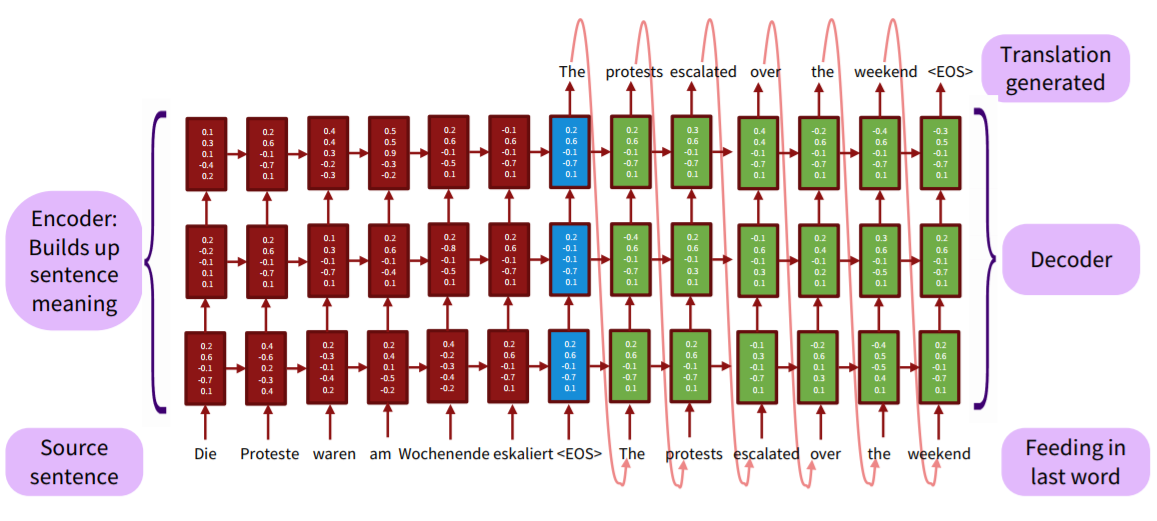 The protests escalated over the weekend <EOS>
Translation
generated
0.1 0.2 0.4 0.5 0.2 -0.1 0.2 0.2 0.3 0.4 -0.2 -0.4 -0.3
0.3 0.6 0.4 0.5 0.6 0.6 0.6 0.6 0.6 0.4 0.6 0.6 0.5
0.1 -0.1 0.3 0.9 -0.1 -0.1 -0.1 -0.1 -0.1 -0.1 -0.1 -0.1 -0.1
-0.4 -0.7 -0.2 -0.3 -0.5 -0.7 -0.7 -0.7 -0.7 -0.7 -0.7 -0.7 -0.7
0.2 0.1 -0.3 -0.2 0.1 0.1 0.1 0.1 0.1 0.1 0.1 0.1 0.1
Encoder:
Builds up
sentence
meaning
0.2 0.2 0.1 0.2 0.2 0.2 0.2 -0.4 0.2 -0.1 0.2 0.3 0.2
-0.2 0.6 0.3 0.6 -0.8 0.6 -0.1 0.6 0.6 0.6 0.4 0.6 0.6
-0.1 -0.1 -0.1 -0.1 -0.1 -0.1 -0.1 -0.1 -0.1 -0.1 -0.1 -0.1 -0.1
0.1 -0.7 -0.7 -0.4 -0.5 -0.7 -0.7 -0.7 0.3 0.3 0.2 -0.5 -0.7
0.1 0.1 0.1 0.1 0.1 0.1 0.1 0.1 0.1 0.1 0.1 0.1 0.1
Decoder
0.2 0.4 0.2 0.2 0.4 0.2 0.2 0.2 0.2 -0.1 -0.2 -0.4 0.2
0.6 -0.6 -0.3 0.4 -0.2 0.6 0.6 0.6 0.6 0.3 0.6 0.5 0.6
-0.1 0.2 -0.1 0.1 -0.3 -0.1 -0.1 -0.1 -0.1 -0.1 0.1 -0.5 -0.1
-0.7 -0.3 -0.4 -0.5 -0.4 -0.7 -0.7 -0.7 -0.7 -0.7 0.3 0.4 -0.7
0.1 0.4 0.2 -0.2 -0.2 0.1 0.1 0.1 0.1 0.1 0.1 0.1 0.1
Source
sentence
Die Proteste waren am Wochenende eskaliert <EOS> The protests escalated over the weekend
Feeding in
last word